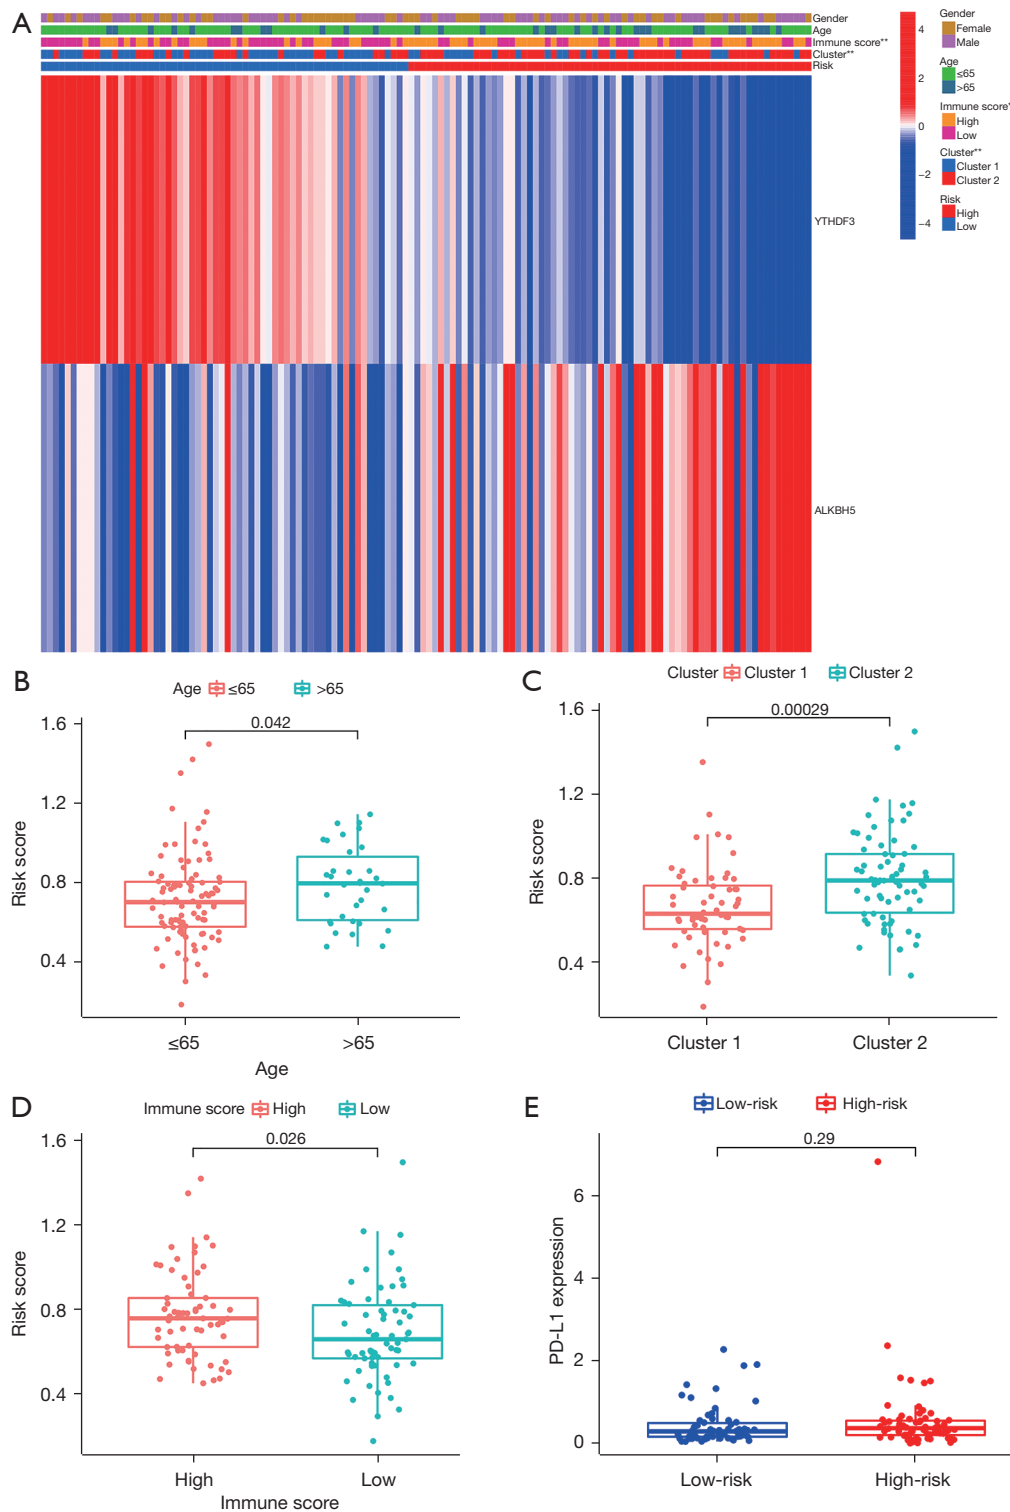 A
Gender
Age
Immune score**
Cluster**
Risk
YTHDF3
ALKBH5
4
2
0
−2
−4
Gender
Female
Male
Age
≤65
>65
Immune score*
High
Low
Cluster**
Cluster 1
Cluster 2
Risk
High
Low
B
Age ≤65 >65
0.042
1.6
1.2
0.8
0.4
Risk score
≤65 >65
Age
C
Cluster Cluster 1 Cluster 2
0.00029
1.6
1.2
0.8
0.4
Risk score
Cluster 1 Cluster 2
D
Immune score High Low
0.026
1.6
1.2
0.8
0.4
Risk score
High Low
Immune score
E
Low-risk High-risk
0.29
6
4
2
0
PD-L1 expression
Low-risk High-risk